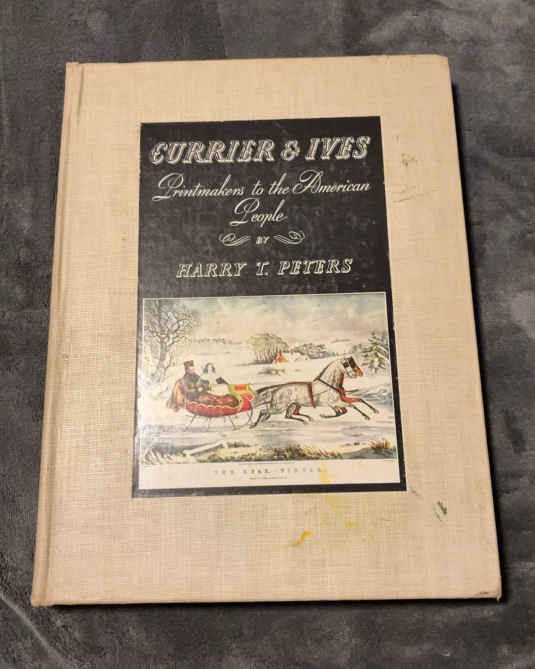 CURRIER & IVES
Printmakers to the American
People
BY
HARRY T. PETERS
THE ROAD,-WINTER.